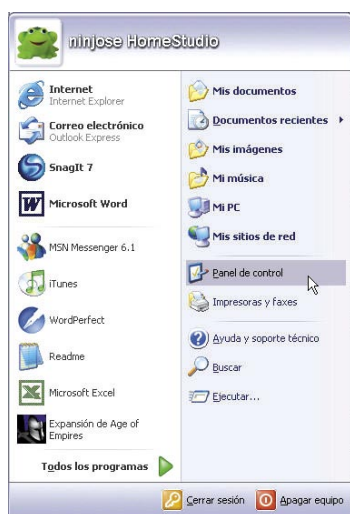 ninjose HomeStudio
Internet
Internet Explorer
Correo electrónico
Outlook Express
SnagIt 7
Microsoft Word
MSN Messenger 6.1
iTunes
WordPerfect
Readme
Microsoft Excel
Expansión de Age of
Empires
Todos los programas
Mis documentos
Documentos recientes
Mis imágenes
Mi música
Mi PC
Mis sitios de red
Panel de control
Impresoras y faxes
Ayuda y soporte técnico
Buscar
Ejecutar...
Cerrar sesión
Apagar equipo